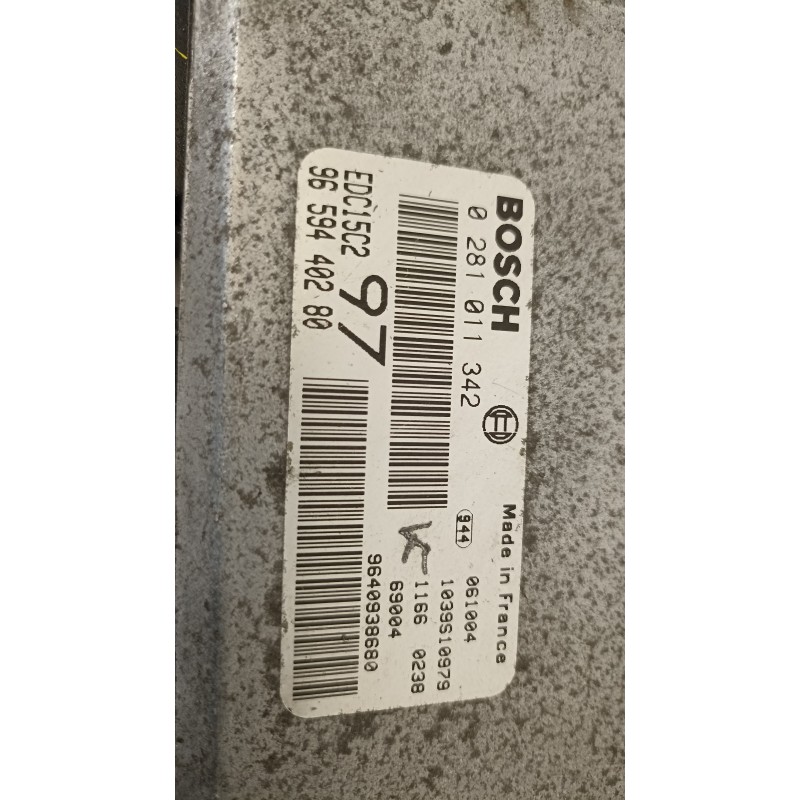 BOSCH
Made in France
0 281 011 342
944
061004
1039S10979
1166 0238
69004
9640938680
EDC15C2
97
96 594 402 80